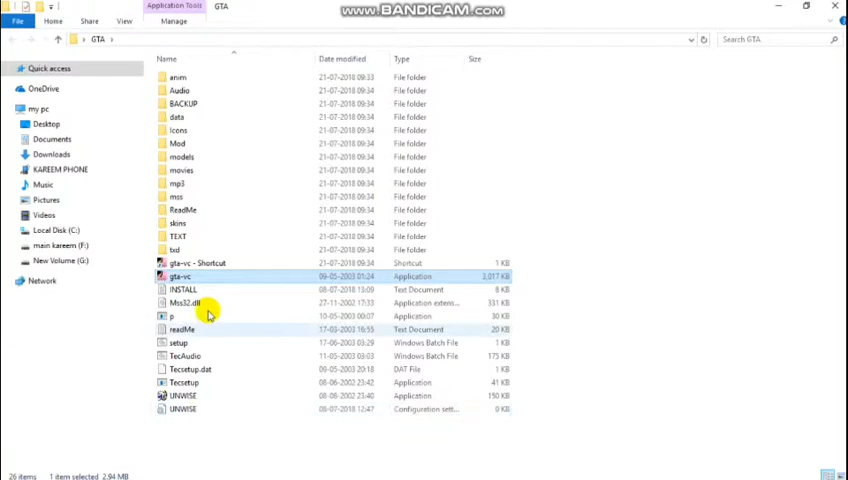 www.BANDICAM.com
Application Tools GTA
File Home Share View Manage
GTA
Search GTA
Name Date modified Type Size
Quick access
OneDrive
my pc
Desktop
Documents
Downloads
KAREEM PHONE
Music
Pictures
Videos
Local Disk (C:)
main kareem (F:)
New Volume (G:)
Network
anim 21-07-2018 09:33 File folder
Audio 21-07-2018 09:34 File folder
BACKUP 21-07-2018 09:34 File folder
data 21-07-2018 09:34 File folder
Icons 21-07-2018 09:34 File folder
Mod 21-07-2018 09:34 File folder
models 21-07-2018 09:34 File folder
movies 21-07-2018 09:34 File folder
mp3 21-07-2018 09:34 File folder
mss 21-07-2018 09:34 File folder
ReadMe 21-07-2018 09:34 File folder
skins 21-07-2018 09:34 File folder
TEXT 21-07-2018 09:34 File folder
txd 21-07-2018 09:34 File folder
gta-vc - Shortcut 21-07-2018 09:34 Shortcut 1 KB
gta-vc 09-05-2003 01:24 Application 3,017 KB
INSTALL 08-07-2018 13:09 Text Document 8 KB
Mss32.dll 27-11-2002 17:33 Application extens... 331 KB
p 10-05-2003 00:07 Application 30 KB
readMe 17-03-2003 16:55 Text Document 20 KB
setup 17-06-2003 03:29 Windows Batch File 1 KB
TecAudio 11-05-2003 03:03 Windows Batch File 175 KB
Tecsetup.dat 09-05-2003 20:18 DAT File 1 KB
Tecsetup 08-06-2002 23:42 Application 41 KB
UNWISE 08-08-2002 23:40 Application 150 KB
UNWISE 08-07-2018 12:47 Configuration sett... 0 KB
26 items 1 item selected 2.94 MB